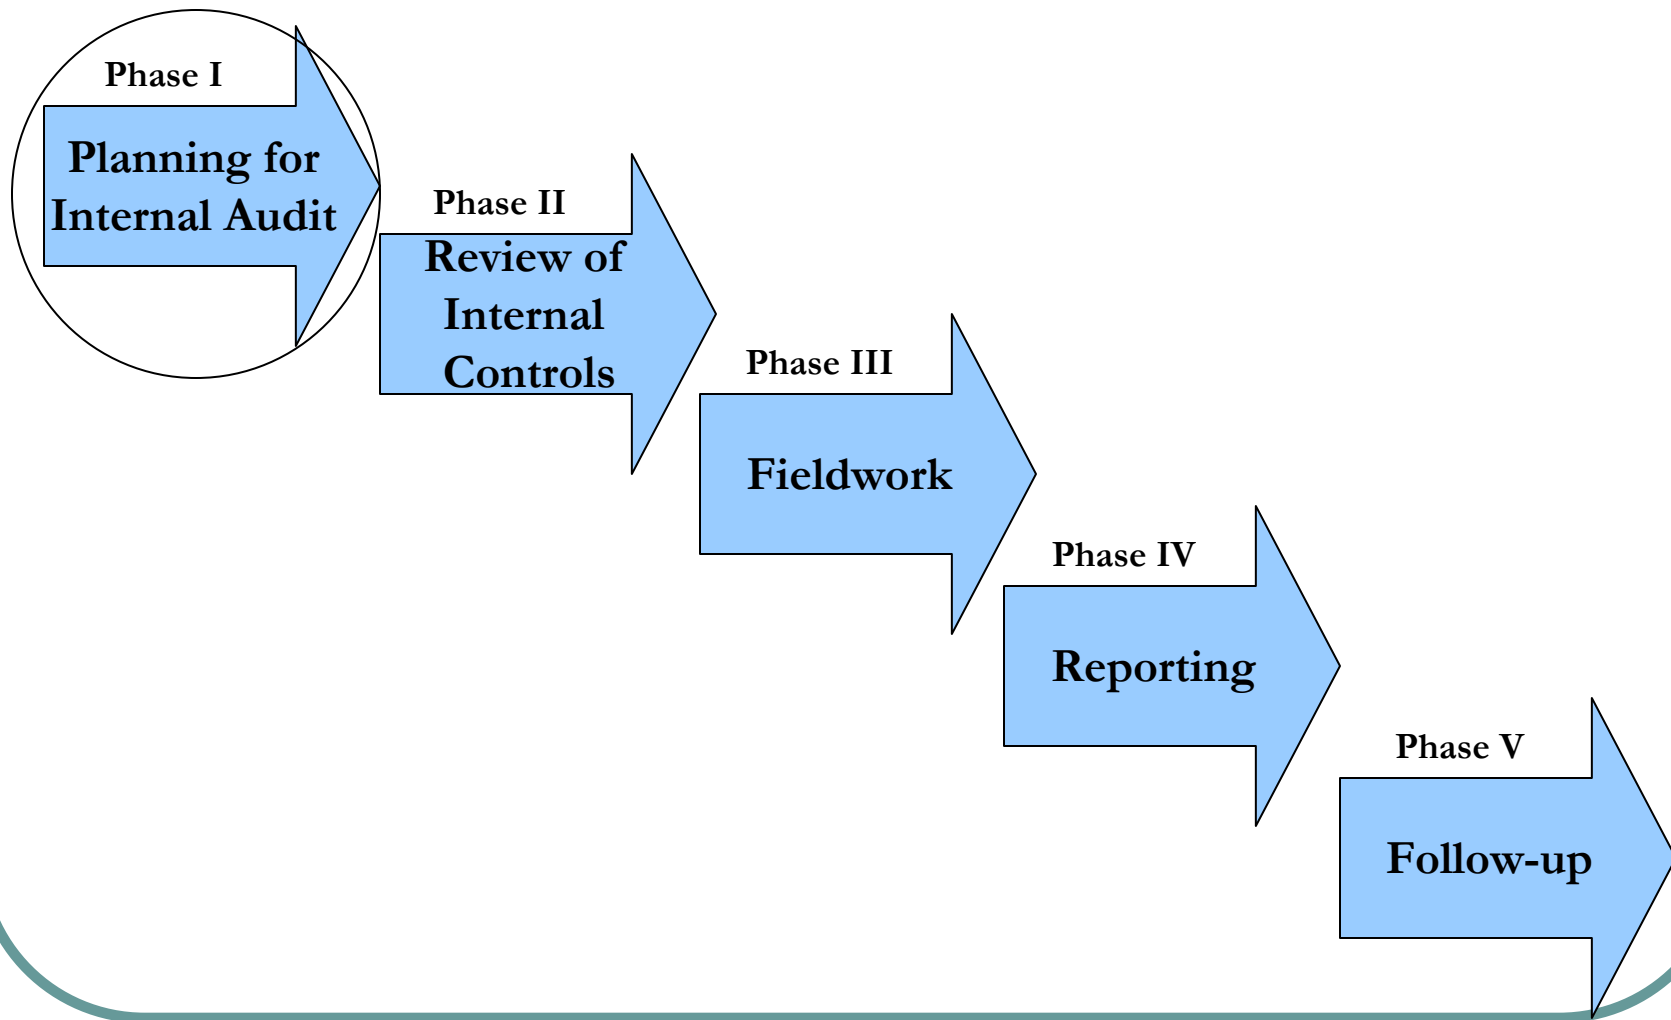 Phase I
Planning for
Internal Audit
Phase II
Review of
Internal
Controls
Phase III
Fieldwork
Phase IV
Reporting
Phase V
Follow-up